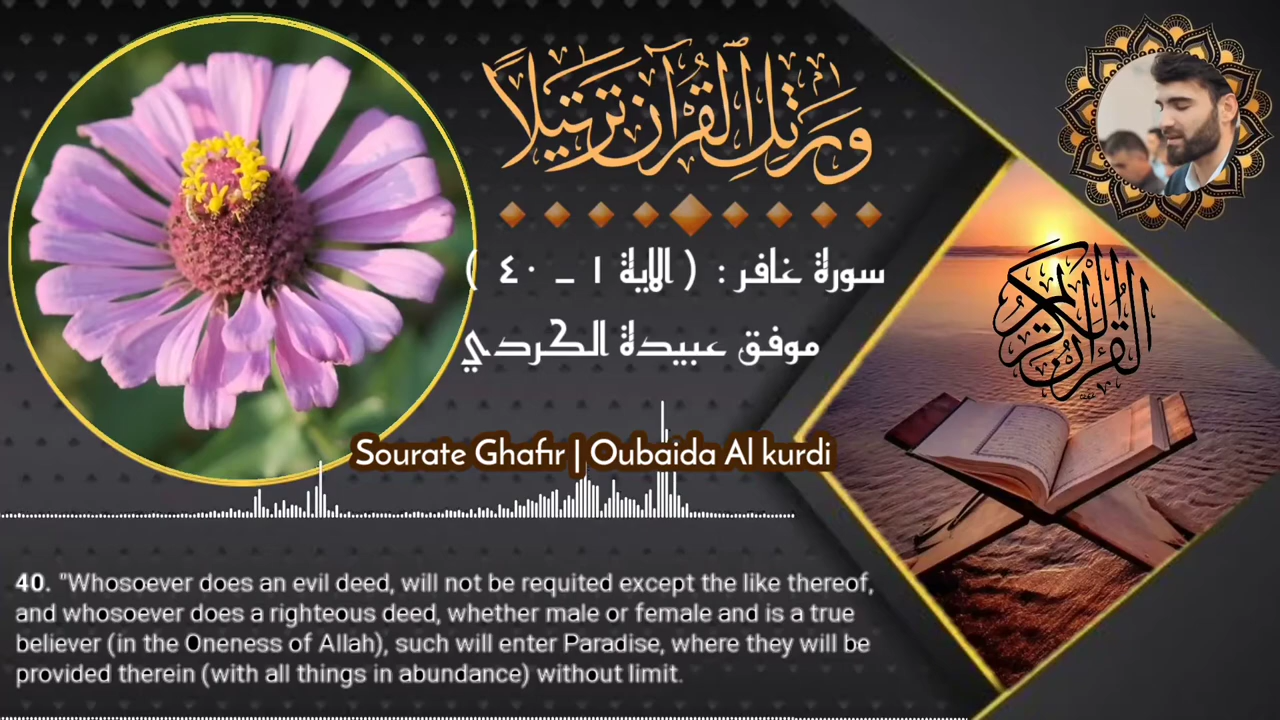 ورتل القرآن ترتيلاً
سورة غافر : ( الاية ١ - ٤٠ )
موفق عبيدة الكردي
القرآن الكريم
Sourate Ghafir | Oubaida Al kurdi
40. "Whosoever does an evil deed, will not be requited except the like thereof,
and whosoever does a righteous deed, whether male or female and is a true
believer (in the Oneness of Allah), such will enter Paradise, where they will be
provided therein (with all things in abundance) without limit.